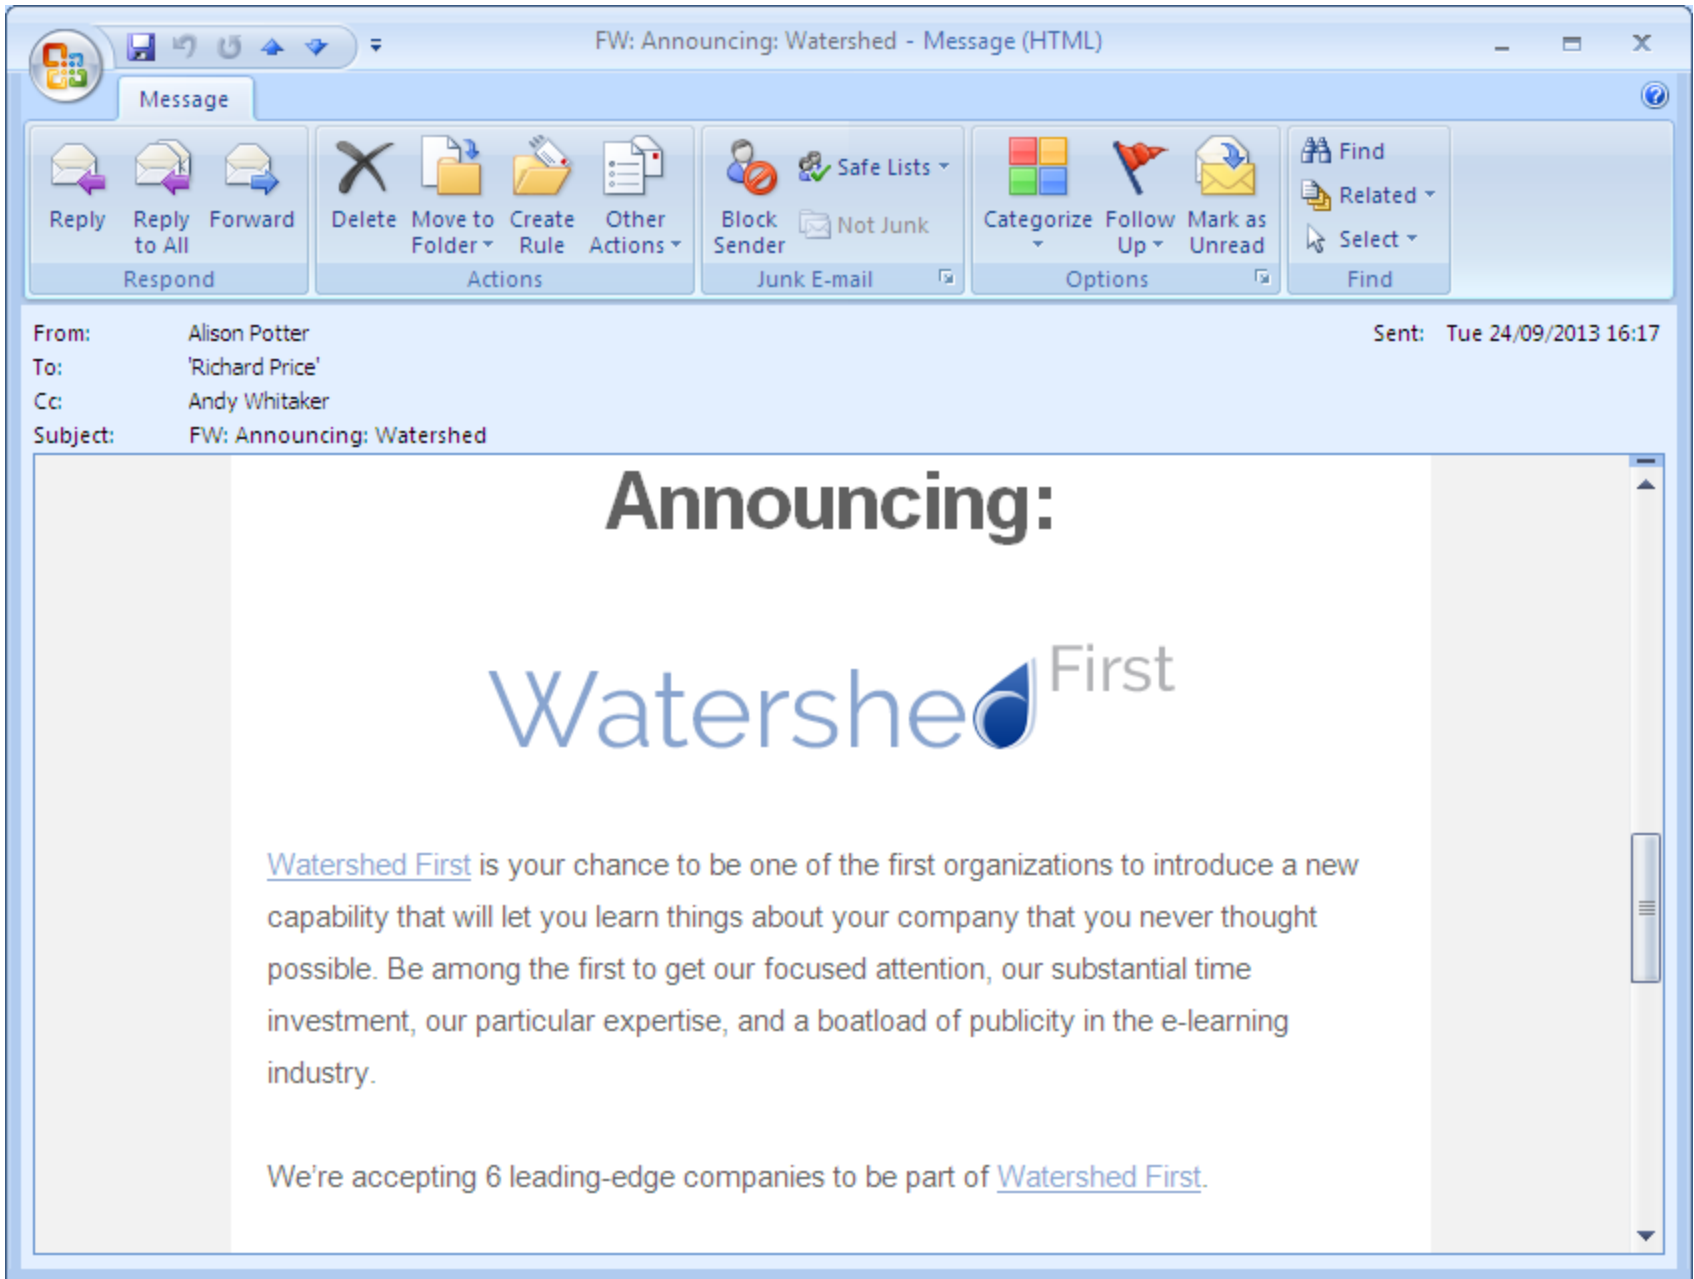 FW: Announcing: Watershed - Message (HTML)
Message
Reply
Reply to All
Forward
Respond
Delete
Move to Folder
Create Rule
Other Actions
Actions
Block Sender
Safe Lists
Not Junk
Junk E-mail
Categorize
Follow Up
Mark as Unread
Options
Find
Related
Select
Find
From: Alison Potter
Sent: Tue 24/09/2013 16:17
To: 'Richard Price'
Cc: Andy Whitaker
Subject: FW: Announcing: Watershed
Announcing:
Watershed First
Watershed First is your chance to be one of the first organizations to introduce a new
capability that will let you learn things about your company that you never thought
possible. Be among the first to get our focused attention, our substantial time
investment, our particular expertise, and a boatload of publicity in the e-learning
industry.
We're accepting 6 leading-edge companies to be part of Watershed First.